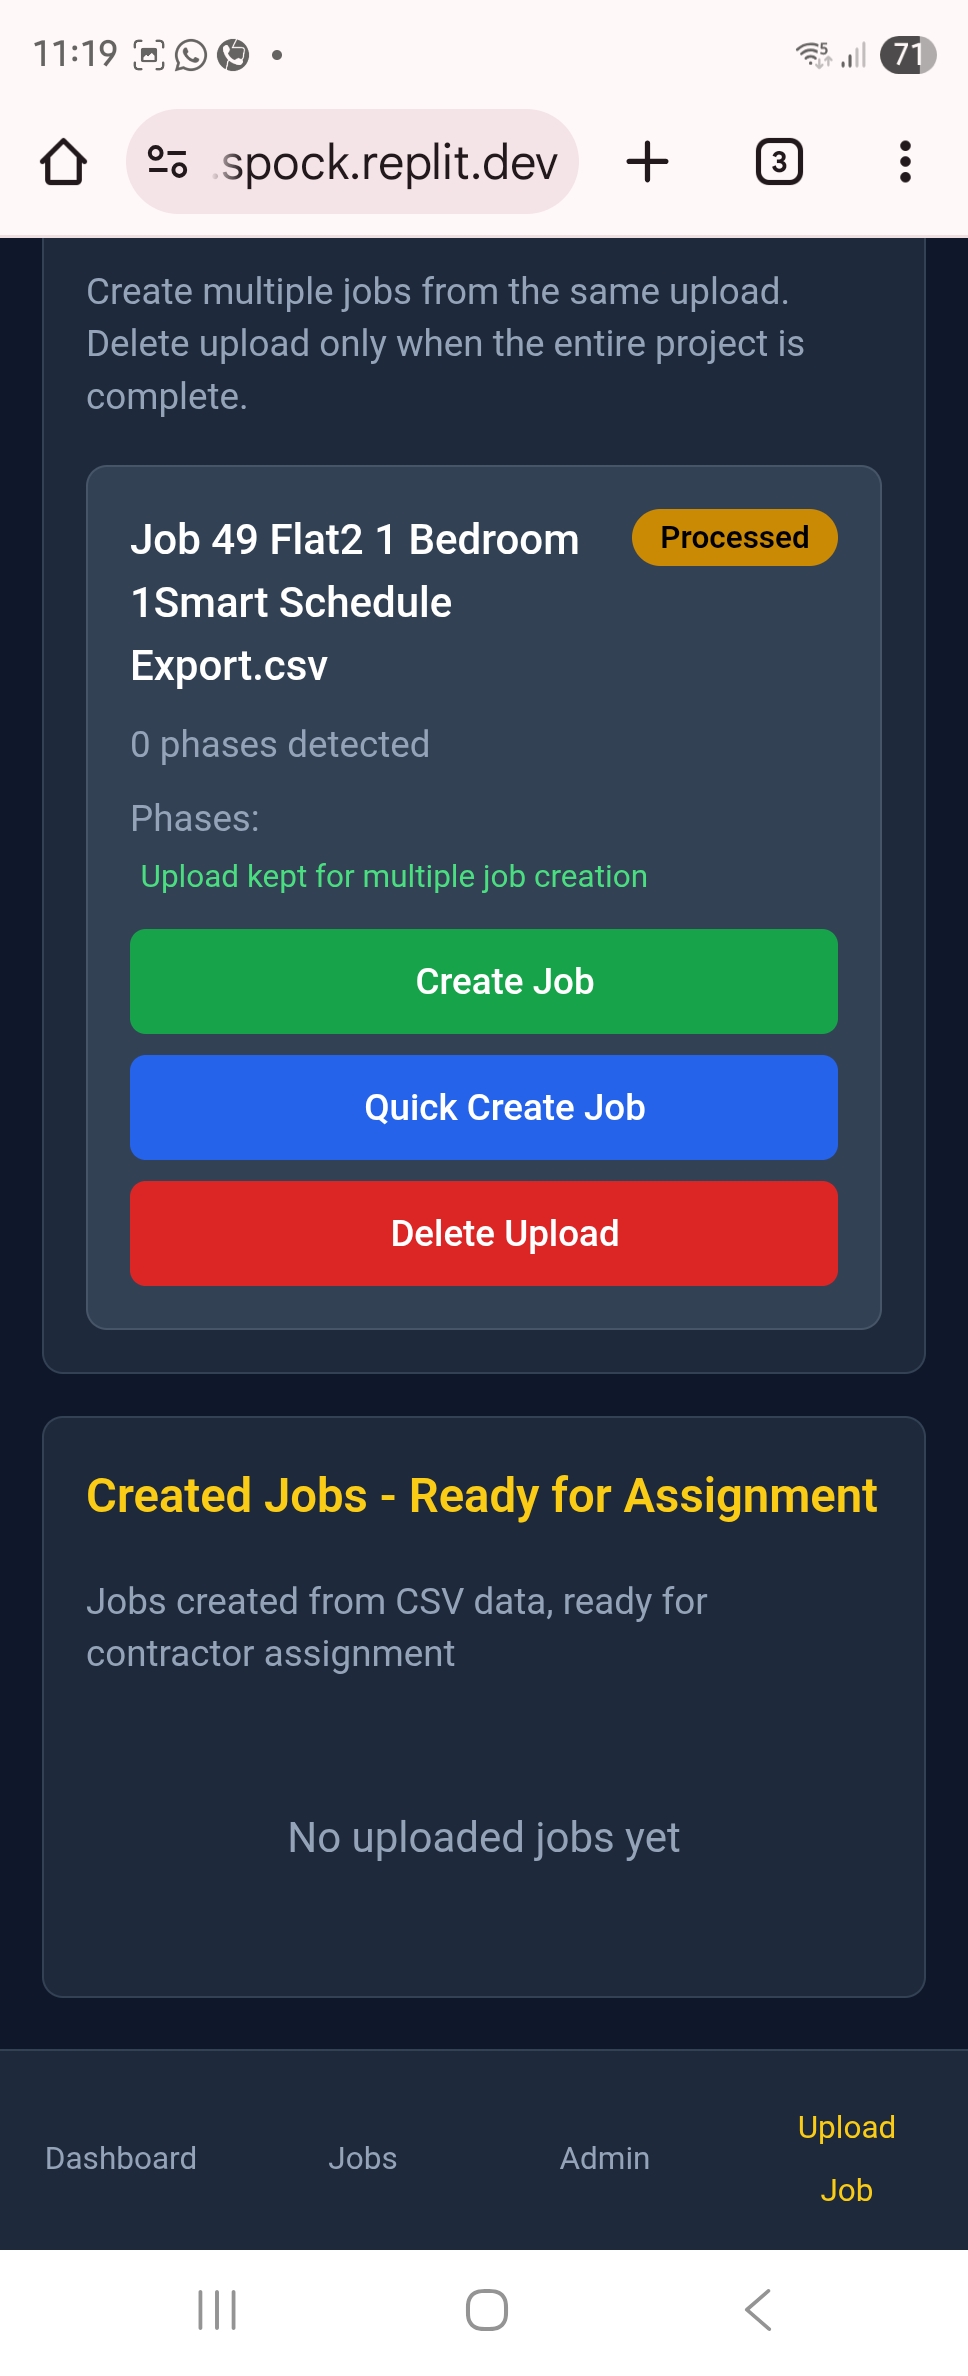 11:19
5
71
.spock.replit.dev
3
Create multiple jobs from the same upload.
Delete upload only when the entire project is
complete.
Job 49 Flat2 1 Bedroom
1Smart Schedule
Export.csv
Processed
0 phases detected
Phases:
Upload kept for multiple job creation
Create Job
Quick Create Job
Delete Upload
Created Jobs - Ready for Assignment
Jobs created from CSV data, ready for
contractor assignment
No uploaded jobs yet
Dashboard
Jobs
Admin
Upload
Job